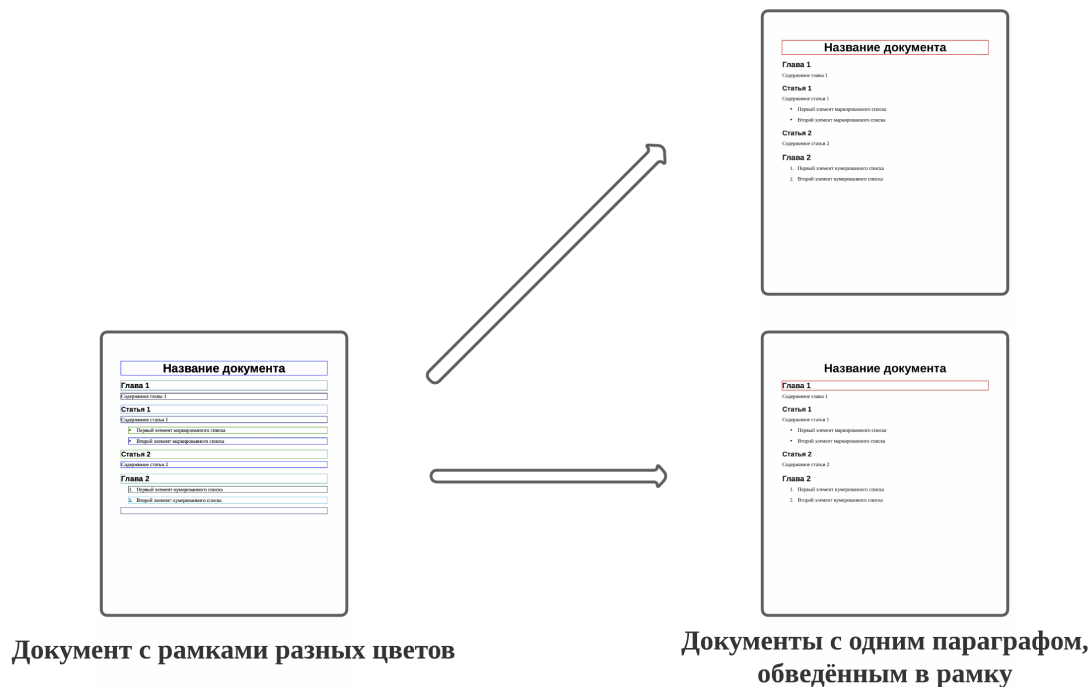 Название документа
Глава 1
Содержимое главы 1
Статья 1
Содержимое статьи 1
• Первый элемент маркированного списка
• Второй элемент маркированного списка
Статья 2
Содержимое статьи 2
Глава 2
1. Первый элемент нумерованного списка
2. Второй элемент нумерованного списка
Название документа
Глава 1
Содержимое главы 1
Статья 1
Содержимое статьи 1
• Первый элемент маркированного списка
• Второй элемент маркированного списка
Статья 2
Содержимое статьи 2
Глава 2
1. Первый элемент нумерованного списка
2. Второй элемент нумерованного списка
Название документа
Глава 1
Содержимое главы 1
Статья 1
Содержимое статьи 1
• Первый элемент маркированного списка
• Второй элемент маркированного списка
Статья 2
Содержимое статьи 2
Глава 2
1. Первый элемент нумерованного списка
2. Второй элемент нумерованного списка
Документ с рамками разных цветов
Документы с одним параграфом,
обведённым в рамку